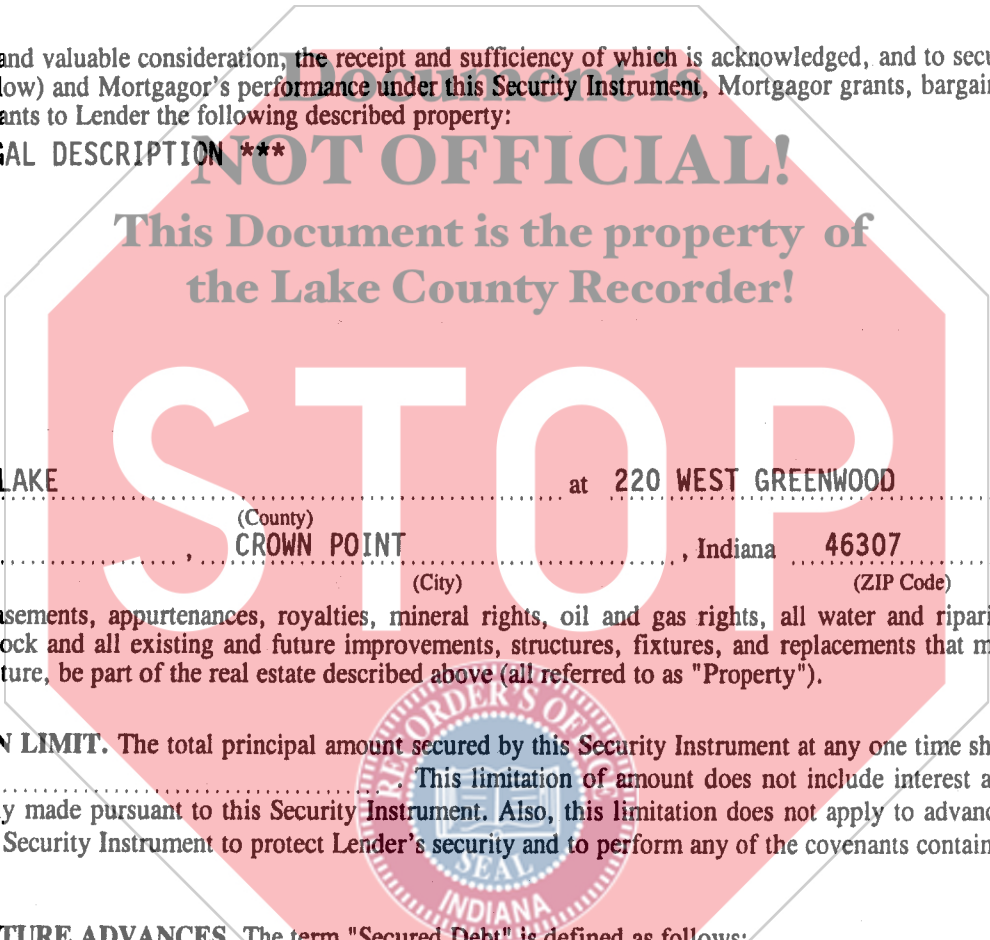 Document is
and valuable consideration, the receipt and sufficiency of which is acknowledged, and to secu
low) and Mortgagor's performance under this Security Instrument, Mortgagor grants, bargain
ants to Lender the following described property:
GAL DESCRIPTION ***
NOT OFFICIAL!
This Document is the property of
the Lake County Recorder!
STOP
LAKE at 220 WEST GREENWOOD
(County)
, CROWN POINT , Indiana 46307
(City) (ZIP Code)
sements, appurtenances, royalties, mineral rights, oil and gas rights, all water and ripari
ock and all existing and future improvements, structures, fixtures, and replacements that m
ture, be part of the real estate described above (all referred to as "Property").
N LIMIT. The total principal amount secured by this Security Instrument at any one time sh
. This limitation of amount does not include interest a
y made pursuant to this Security Instrument. Also, this limitation does not apply to advanc
Security Instrument to protect Lender's security and to perform any of the covenants contain
RECORDER'S OFFICE
SEAL
INDIANA
TURE ADVANCES. The term "Secured Debt" is defined as follows: